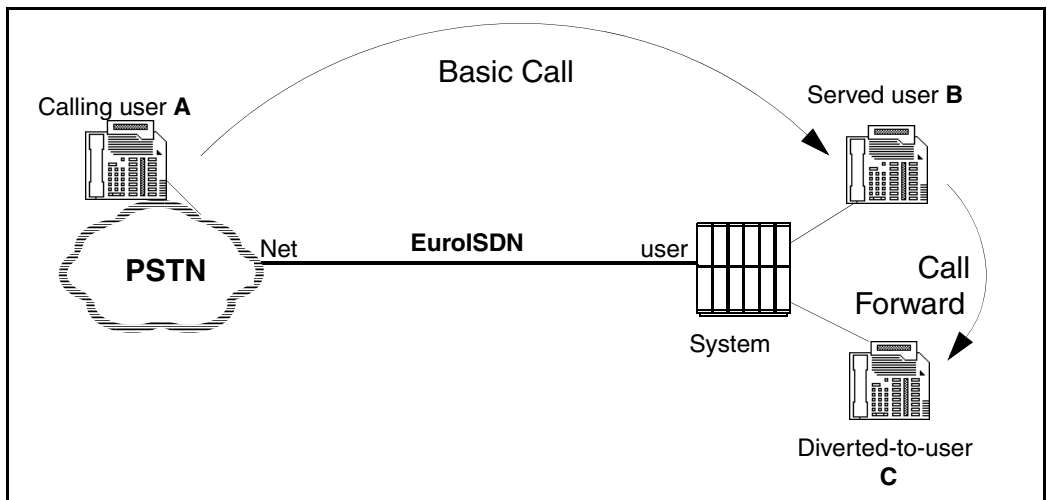 Basic Call
Calling user A
Served user B
PSTN
Net
EuroISDN
user
Call
Forward
System
Diverted-to-user
C